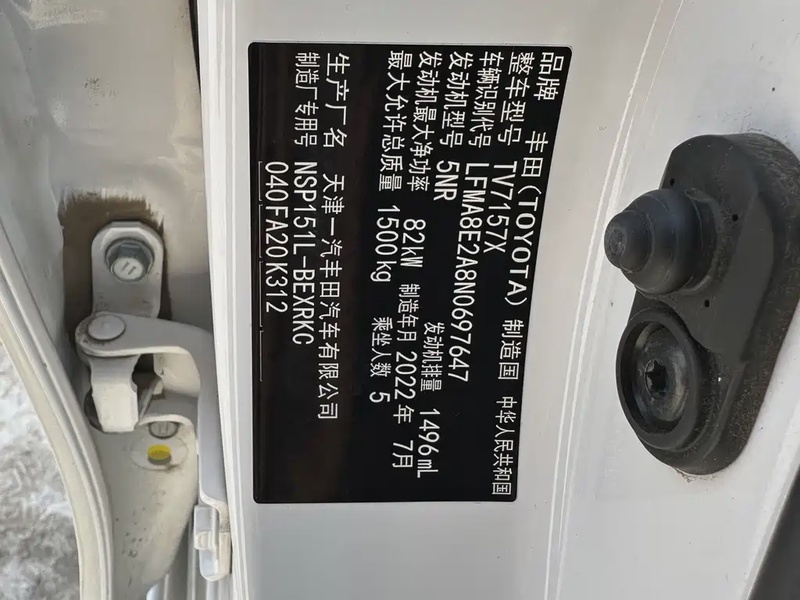 品牌 丰田(TOYOTA) 制造国 中华人民共和国
整车型号 TV7157X
车辆识别代号 LFMA8E2A8N0697647
发动机型号 5NR 发动机排量 1496mL
发动机最大净功率 82kW 制造年月 2022年 7月
最大允许总质量 1500kg 乘坐人数 5
生产厂名 天津一汽丰田汽车有限公司
制造厂专用号 NSP151L-BEXRKC
040FA20K312